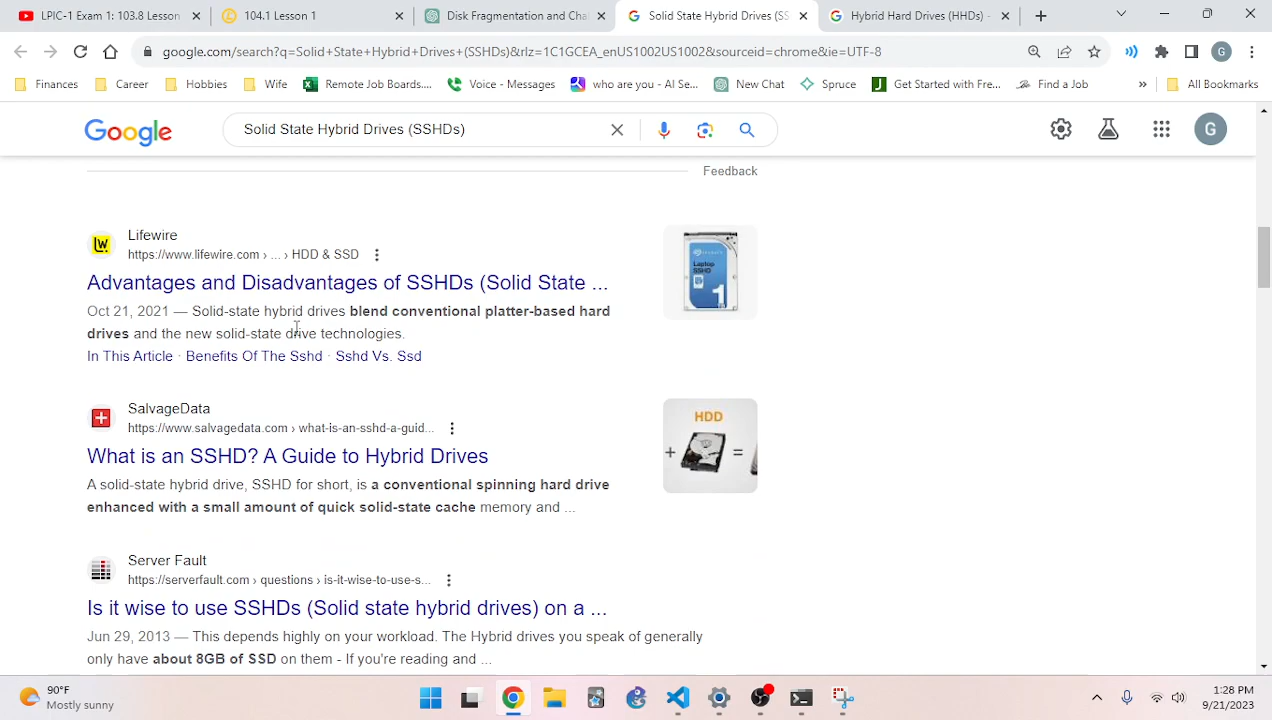 LPIC-1 Exam 1: 103.8 Lesson
104.1 Lesson 1
Disk Fragmentation and Cha
Solid State Hybrid Drives (SS
Hybrid Hard Drives (HHDs) -
google.com/search?q=Solid+State+Hybrid+Drives+(SSHDs)&rlz=1C1GCEA_enUS1002US1002&sourceid=chrome&ie=UTF-8
G
Finances
Career
Hobbies
Wife
Remote Job Boards....
Voice - Messages
who are you - AI Se...
New Chat
Spruce
Get Started with Fre...
Find a Job
»
All Bookmarks
Google
Solid State Hybrid Drives (SSHDs)
G
Feedback
Lifewire
https://www.lifewire.com › ... › HDD & SSD
Advantages and Disadvantages of SSHDs (Solid State ...
Oct 21, 2021 — Solid-state hybrid drives blend conventional platter-based hard
drives and the new solid-state drive technologies.
In This Article · Benefits Of The Sshd · Sshd Vs. Ssd
Laptop
SSHD
1
SalvageData
https://www.salvagedata.com › what-is-an-sshd-a-guid...
What is an SSHD? A Guide to Hybrid Drives
A solid-state hybrid drive, SSHD for short, is a conventional spinning hard drive
enhanced with a small amount of quick solid-state cache memory and ...
HDD
+ =
Server Fault
https://serverfault.com › questions › is-it-wise-to-use-s...
Is it wise to use SSHDs (Solid state hybrid drives) on a ...
Jun 29, 2013 — This depends highly on your workload. The Hybrid drives you speak of generally
only have about 8GB of SSD on them - If you're reading and ...
90°F
Mostly sunny
1:28 PM
9/21/2023